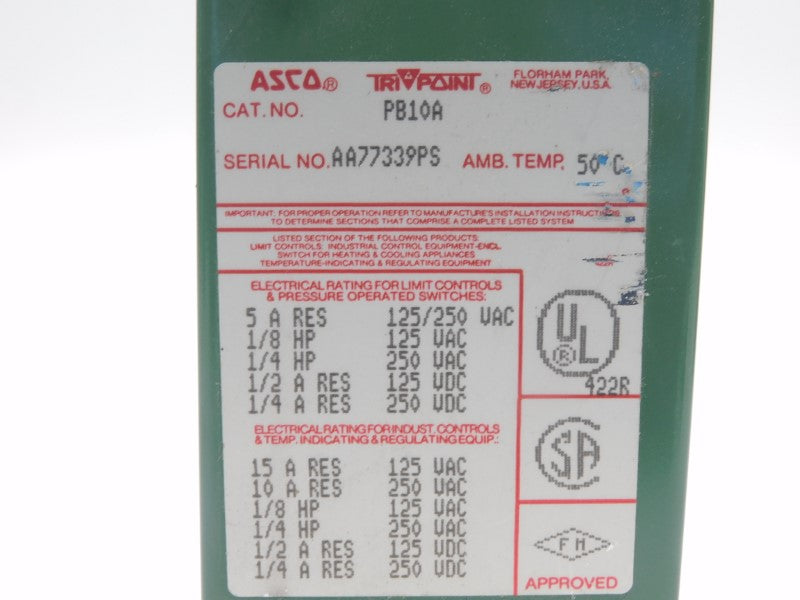 ASCO® TRI POINT® FLORHAM PARK,
NEW JERSEY, U.S.A.
CAT. NO. PB10A
SERIAL NO. AA77339PS AMB. TEMP. 50°C
IMPORTANT: FOR PROPER OPERATION REFER TO MANUFACTURE'S INSTALLATION INSTRUCTIONS
TO DETERMINE SECTIONS THAT COMPRISE A COMPLETE LISTED SYSTEM
LISTED SECTION OF THE FOLLOWING PRODUCTS:
LIMIT CONTROLS: INDUSTRIAL CONTROL EQUIPMENT-ENCL.
SWITCH FOR HEATING & COOLING APPLIANCES
TEMPERATURE-INDICATING & REGULATING EQUIPMENT
ELECTRICAL RATING FOR LIMIT CONTROLS
& PRESSURE OPERATED SWITCHES:
5 A RES 125/250 VAC
1/8 HP 125 VAC
1/4 HP 250 VAC
1/2 A RES 125 VDC
1/4 A RES 250 VDC
UL®
422R
ELECTRICAL RATING FOR INDUST. CONTROLS
& TEMP. INDICATING & REGULATING EQUIP.:
15 A RES 125 VAC
10 A RES 250 VAC
1/8 HP 125 VAC
1/4 HP 250 VAC
1/2 A RES 125 VDC
1/4 A RES 250 VDC
SA
FM
APPROVED